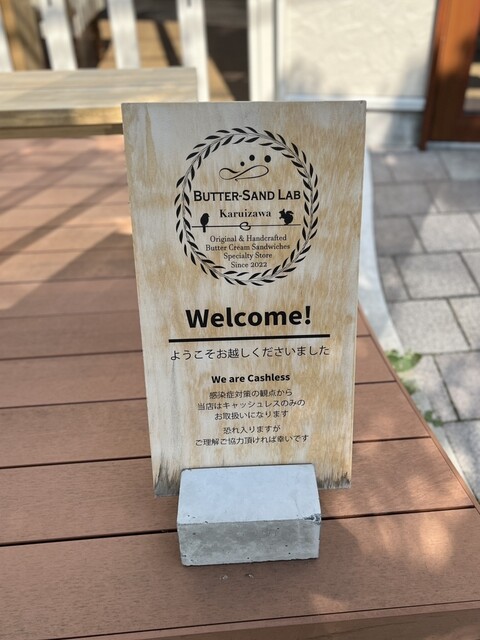 BUTTER-SAND LAB
Karuizawa
Original & Handcrafted
Butter Cream Sandwiches
Specialty Store
Since 2022
Welcome!
ようこそお越しくださいました
We are Cashless
感染症対策の観点から
当店はキャッシュレスのみの
お取扱いになります
恐れ入りますが
ご理解ご協力頂ければ幸いです